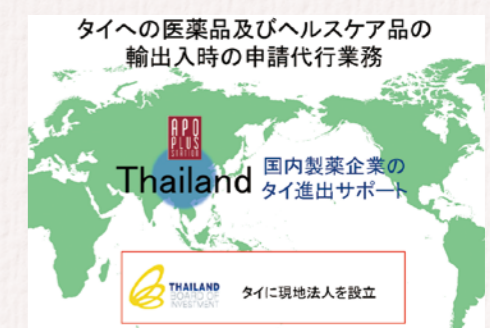 タイへの医薬品及びヘルスケア品の
輸出入時の申請代行業務
APO
PLUS
STATION
Thailand
国内製薬企業の
タイ進出サポート
THAILAND
BOARD OF
INVESTMENT
タイに現地法人を設立